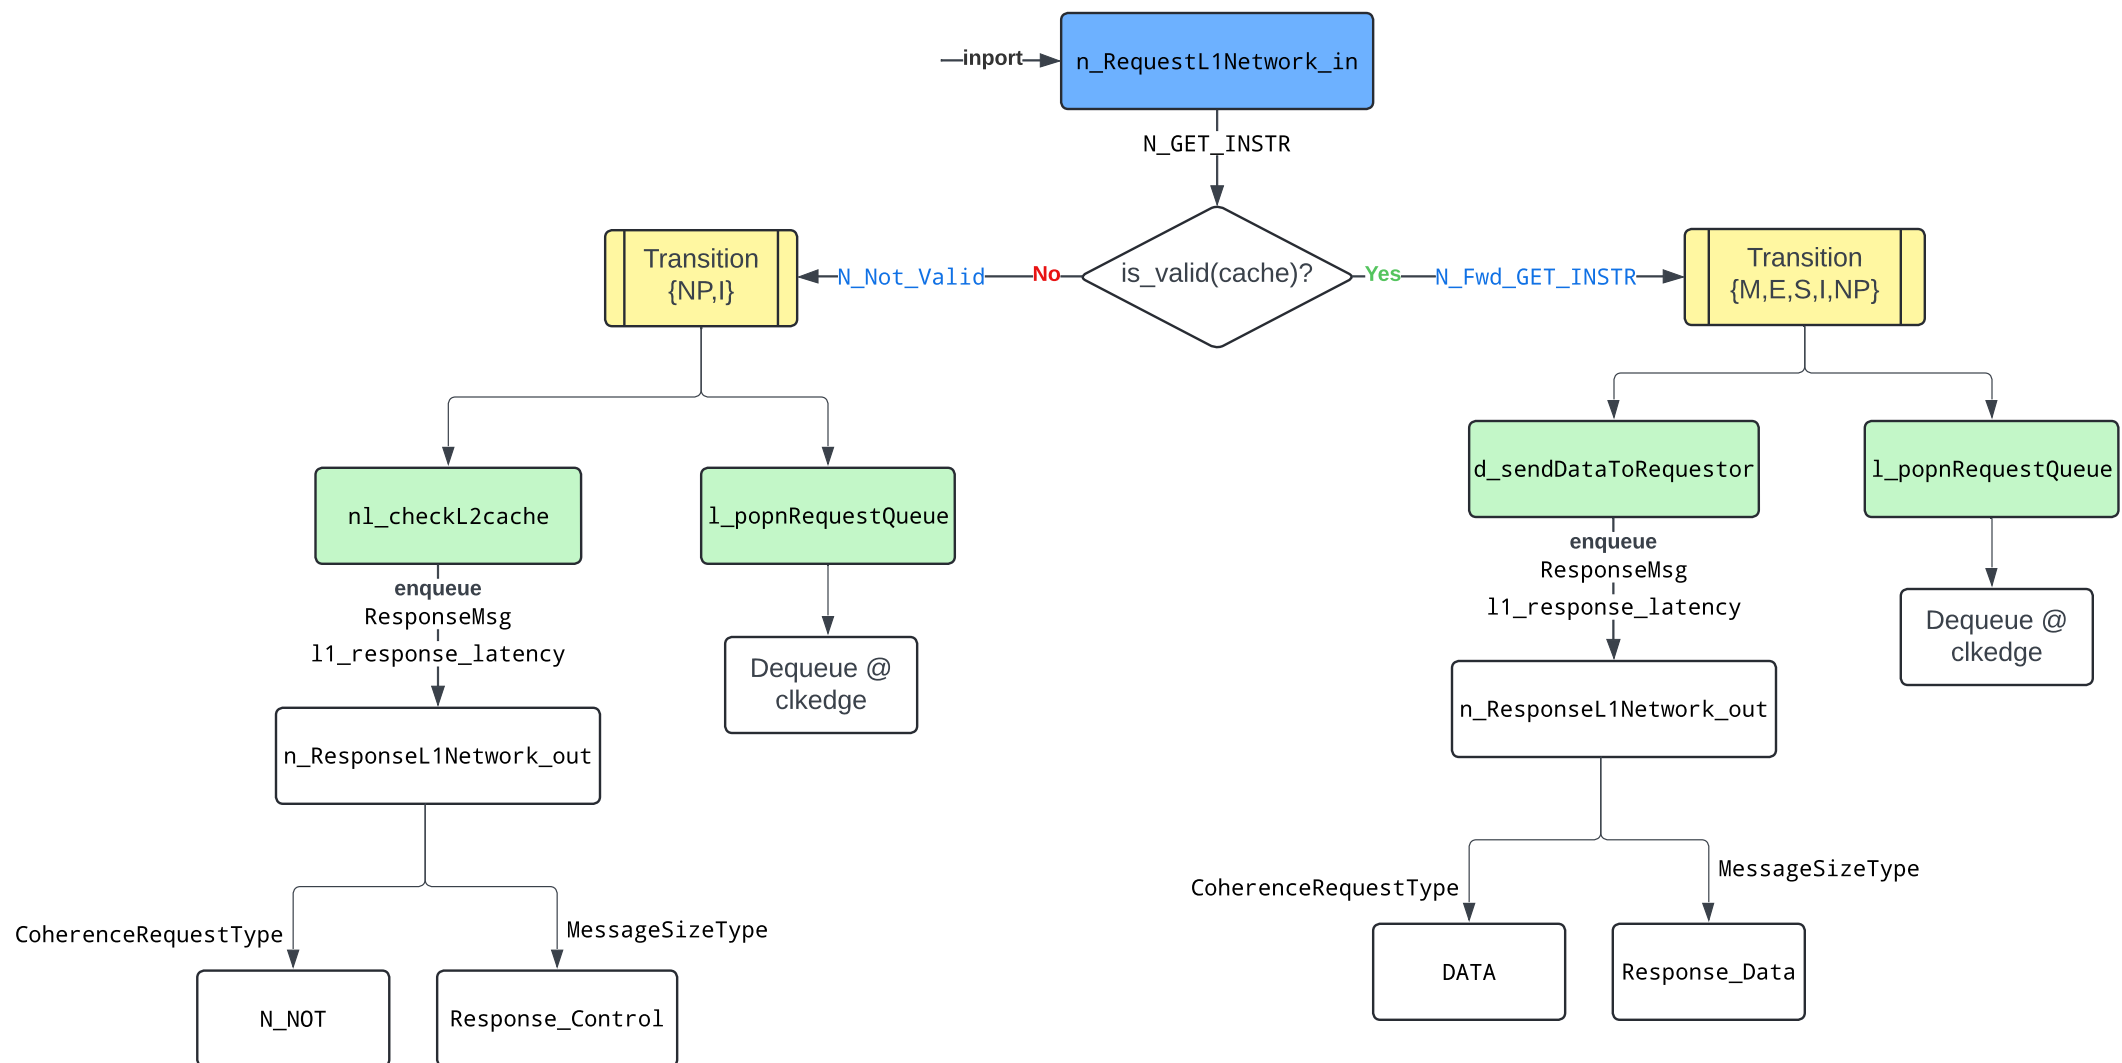 inport
n_RequestL1Network_in
N_GET_INSTR
Transition
{NP,I}
N_Not_Valid
No
is_valid(cache)?
Yes
N_Fwd_GET_INSTR
Transition
{M,E,S,I,NP}
nl_checkL2cache
l_popnRequestQueue
d_sendDataToRequestor
l_popnRequestQueue
enqueue
ResponseMsg
l1_response_latency
Dequeue @
clkedge
enqueue
ResponseMsg
l1_response_latency
Dequeue @
clkedge
n_ResponseL1Network_out
n_ResponseL1Network_out
CoherenceRequestType
MessageSizeType
CoherenceRequestType
MessageSizeType
N_NOT
Response_Control
DATA
Response_Data